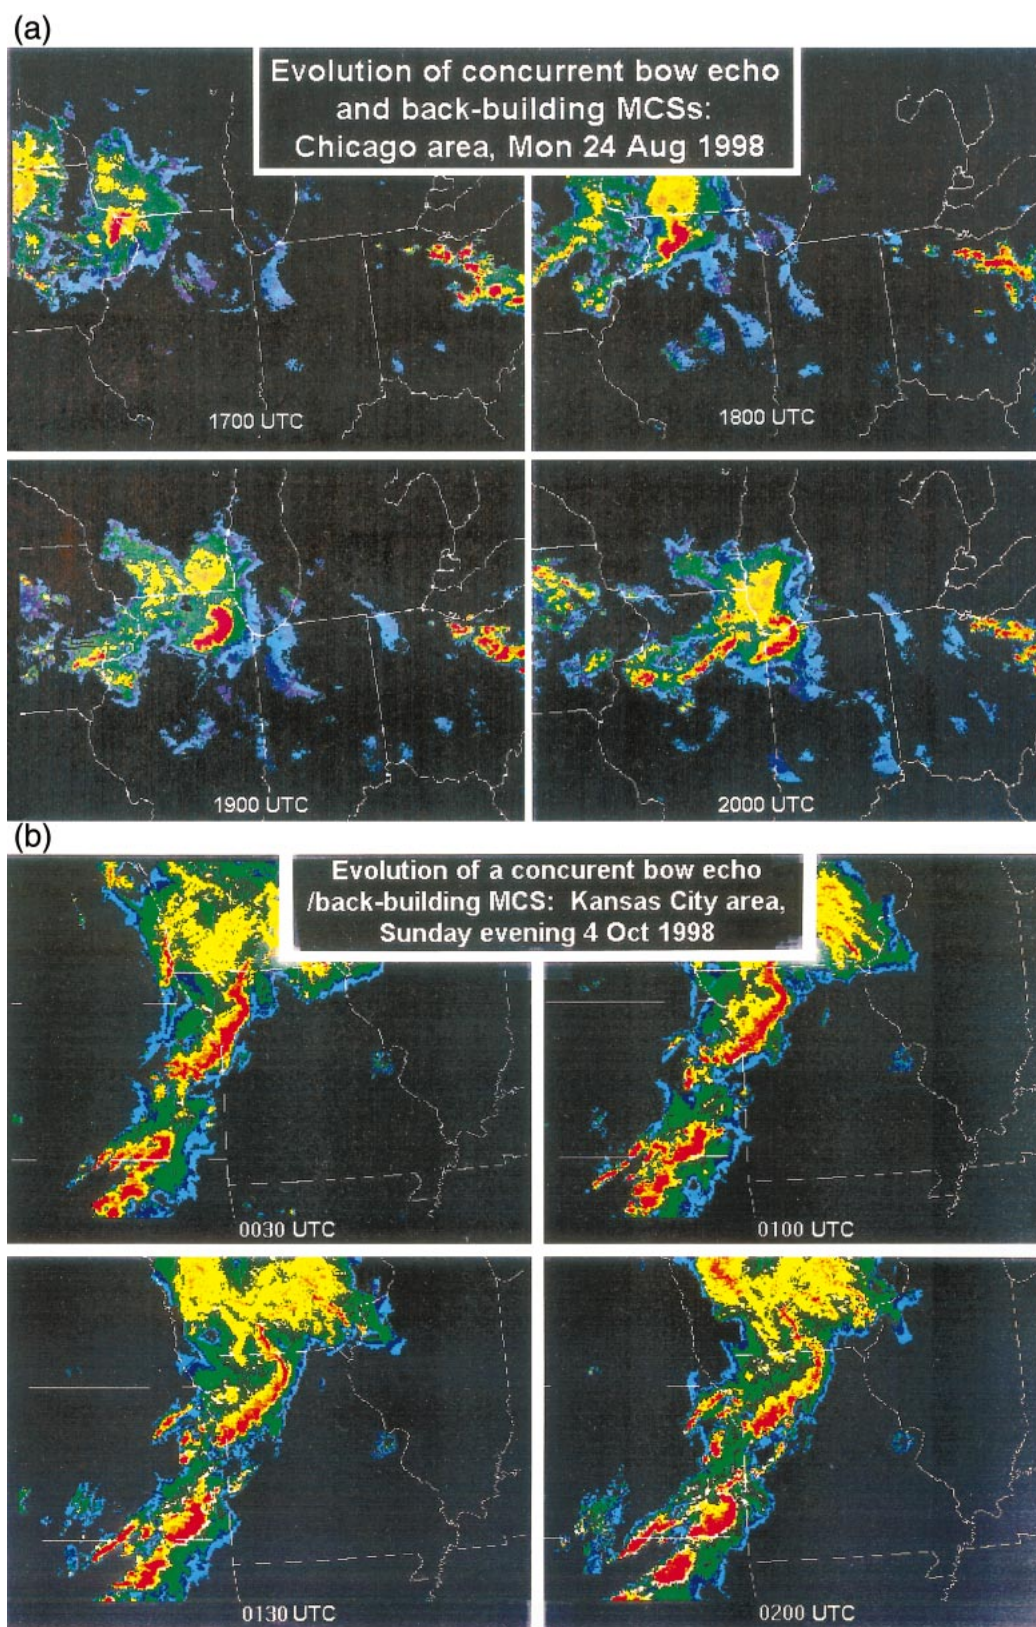 (a)
Evolution of concurrent bow echo
and back-building MCSs:
Chicago area, Mon 24 Aug 1998
1700 UTC
1800 UTC
1900 UTC
2000 UTC
(b)
Evolution of a concurent bow echo
/back-building MCS: Kansas City area,
Sunday evening 4 Oct 1998
0030 UTC
0100 UTC
0130 UTC
0200 UTC